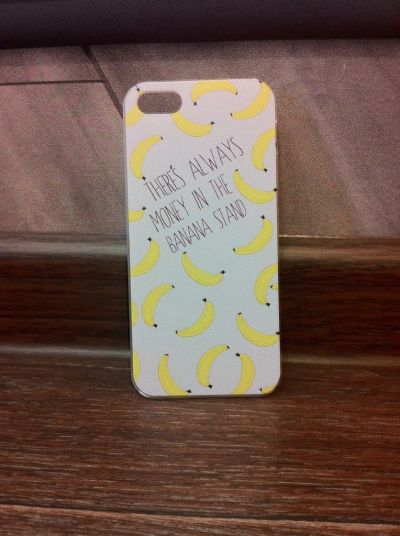 THERE'S ALWAYS
MONEY IN THE
BANANA STAND